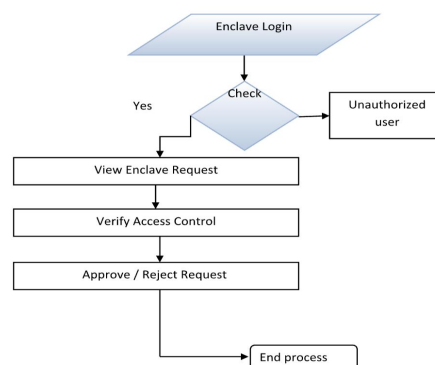 Enclave Login
Check
Yes
Unauthorized
user
View Enclave Request
Verify Access Control
Approve / Reject Request
End process